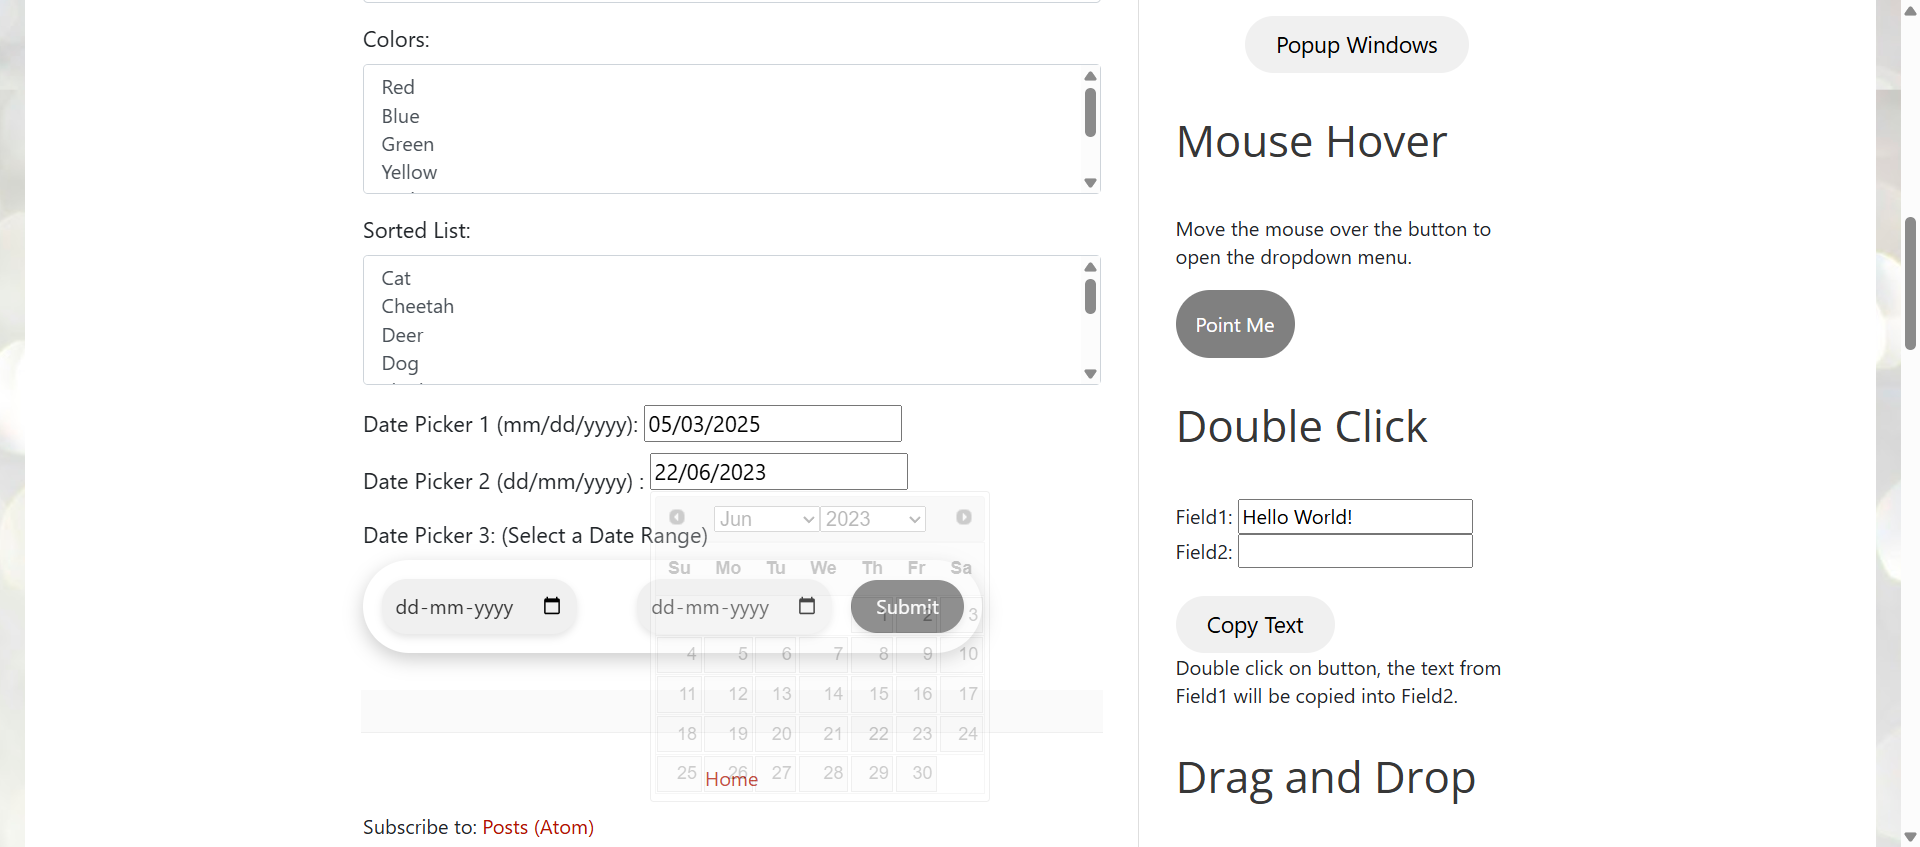 Colors:
Red
Blue
Green
Yellow
Sorted List:
Cat
Cheetah
Deer
Dog
Date Picker 1 (mm/dd/yyyy): 05/03/2025
Date Picker 2 (dd/mm/yyyy) : 22/06/2023
Date Picker 3: (Select a Date Range)
Jun 2023
Su Mo Tu We Th Fr Sa
dd-mm-yyyy dd-mm-yyyy Submit
1 2 3
4 5 6 7 8 9 10
11 12 13 14 15 16 17
18 19 20 21 22 23 24
25 26 27 28 29 30
Home
Subscribe to: Posts (Atom)
Popup Windows
Mouse Hover
Move the mouse over the button to
open the dropdown menu.
Point Me
Double Click
Field1: Hello World!
Field2:
Copy Text
Double click on button, the text from
Field1 will be copied into Field2.
Drag and Drop